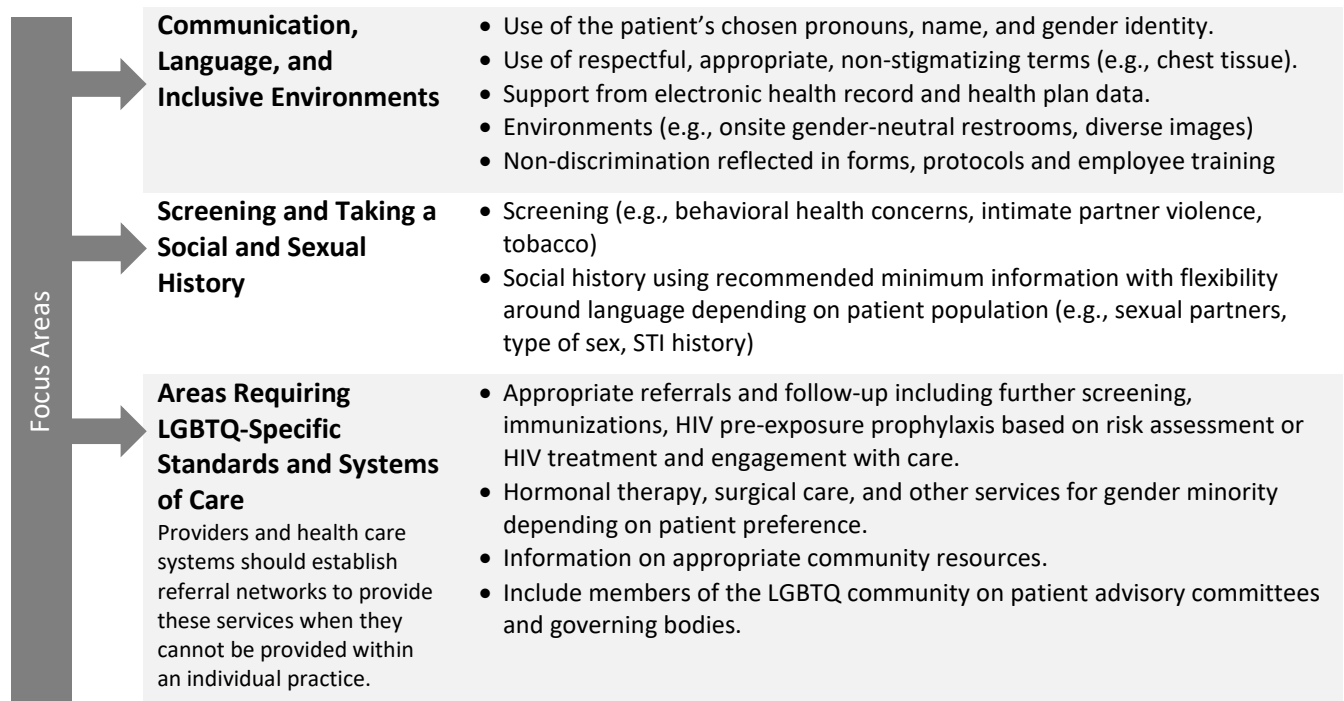 Focus Areas
Communication,
Language, and
Inclusive Environments
• Use of the patient’s chosen pronouns, name, and gender identity.
• Use of respectful, appropriate, non-stigmatizing terms (e.g., chest tissue).
• Support from electronic health record and health plan data.
• Environments (e.g., onsite gender-neutral restrooms, diverse images)
• Non-discrimination reflected in forms, protocols and employee training
Screening and Taking a
Social and Sexual
History
• Screening (e.g., behavioral health concerns, intimate partner violence,
tobacco)
• Social history using recommended minimum information with flexibility
around language depending on patient population (e.g., sexual partners,
type of sex, STI history)
Areas Requiring
LGBTQ-Specific
Standards and Systems
of Care
Providers and health care
systems should establish
referral networks to provide
these services when they
cannot be provided within
an individual practice.
• Appropriate referrals and follow-up including further screening,
immunizations, HIV pre-exposure prophylaxis based on risk assessment or
HIV treatment and engagement with care.
• Hormonal therapy, surgical care, and other services for gender minority
depending on patient preference.
• Information on appropriate community resources.
• Include members of the LGBTQ community on patient advisory committees
and governing bodies.